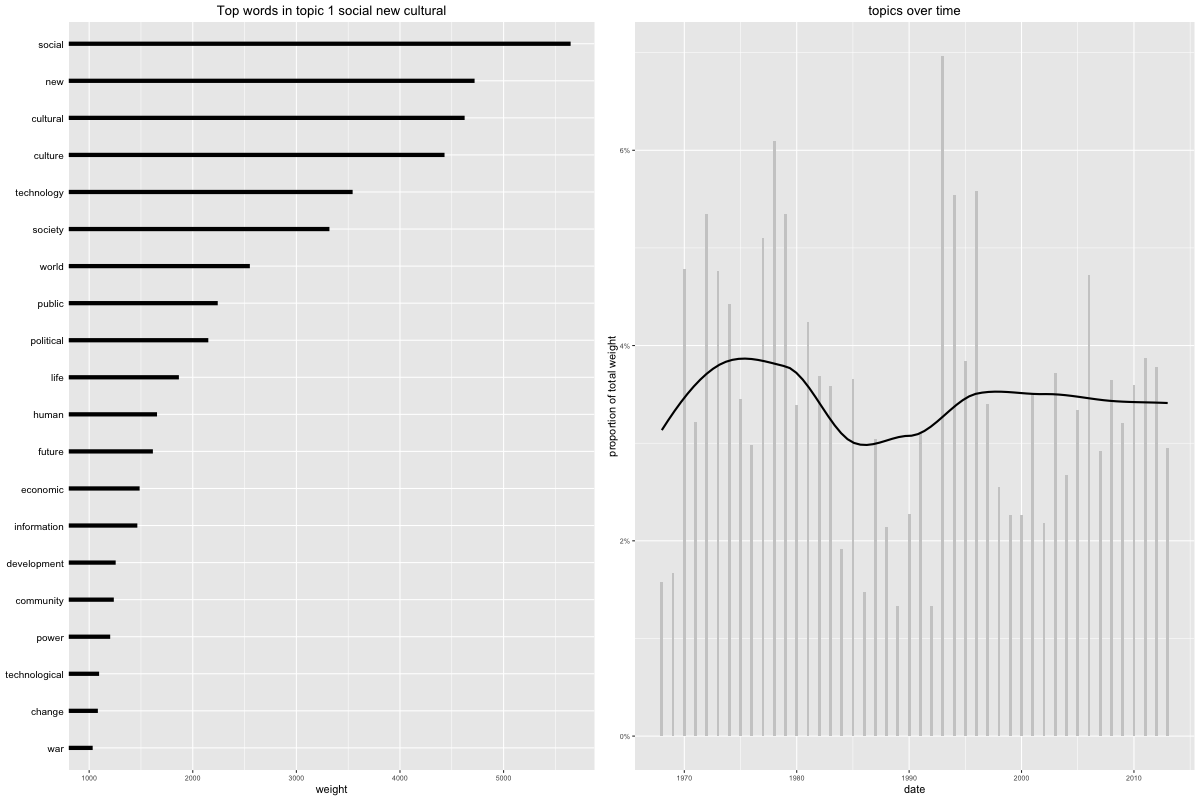 Top words in topic 1 social new cultural
social
new
cultural
culture
technology
society
world
public
political
life
human
future
economic
information
development
community
power
technological
change
war
1000 2000 3000 4000 5000
weight
topics over time
proportion of total weight
6%
4%
2%
0%
1970 1980 1990 2000 2010
date